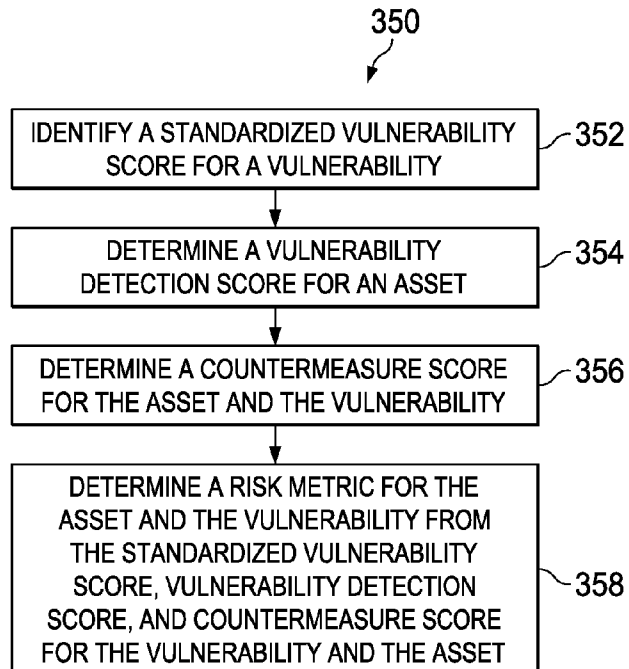 350
IDENTIFY A STANDARDIZED VULNERABILITY
SCORE FOR A VULNERABILITY
352
DETERMINE A VULNERABILITY
DETECTION SCORE FOR AN ASSET
354
DETERMINE A COUNTERMEASURE SCORE
FOR THE ASSET AND THE VULNERABILITY
356
DETERMINE A RISK METRIC FOR THE
ASSET AND THE VULNERABILITY FROM
THE STANDARDIZED VULNERABILITY
SCORE, VULNERABILITY DETECTION
SCORE, AND COUNTERMEASURE SCORE
FOR THE VULNERABILITY AND THE ASSET
358